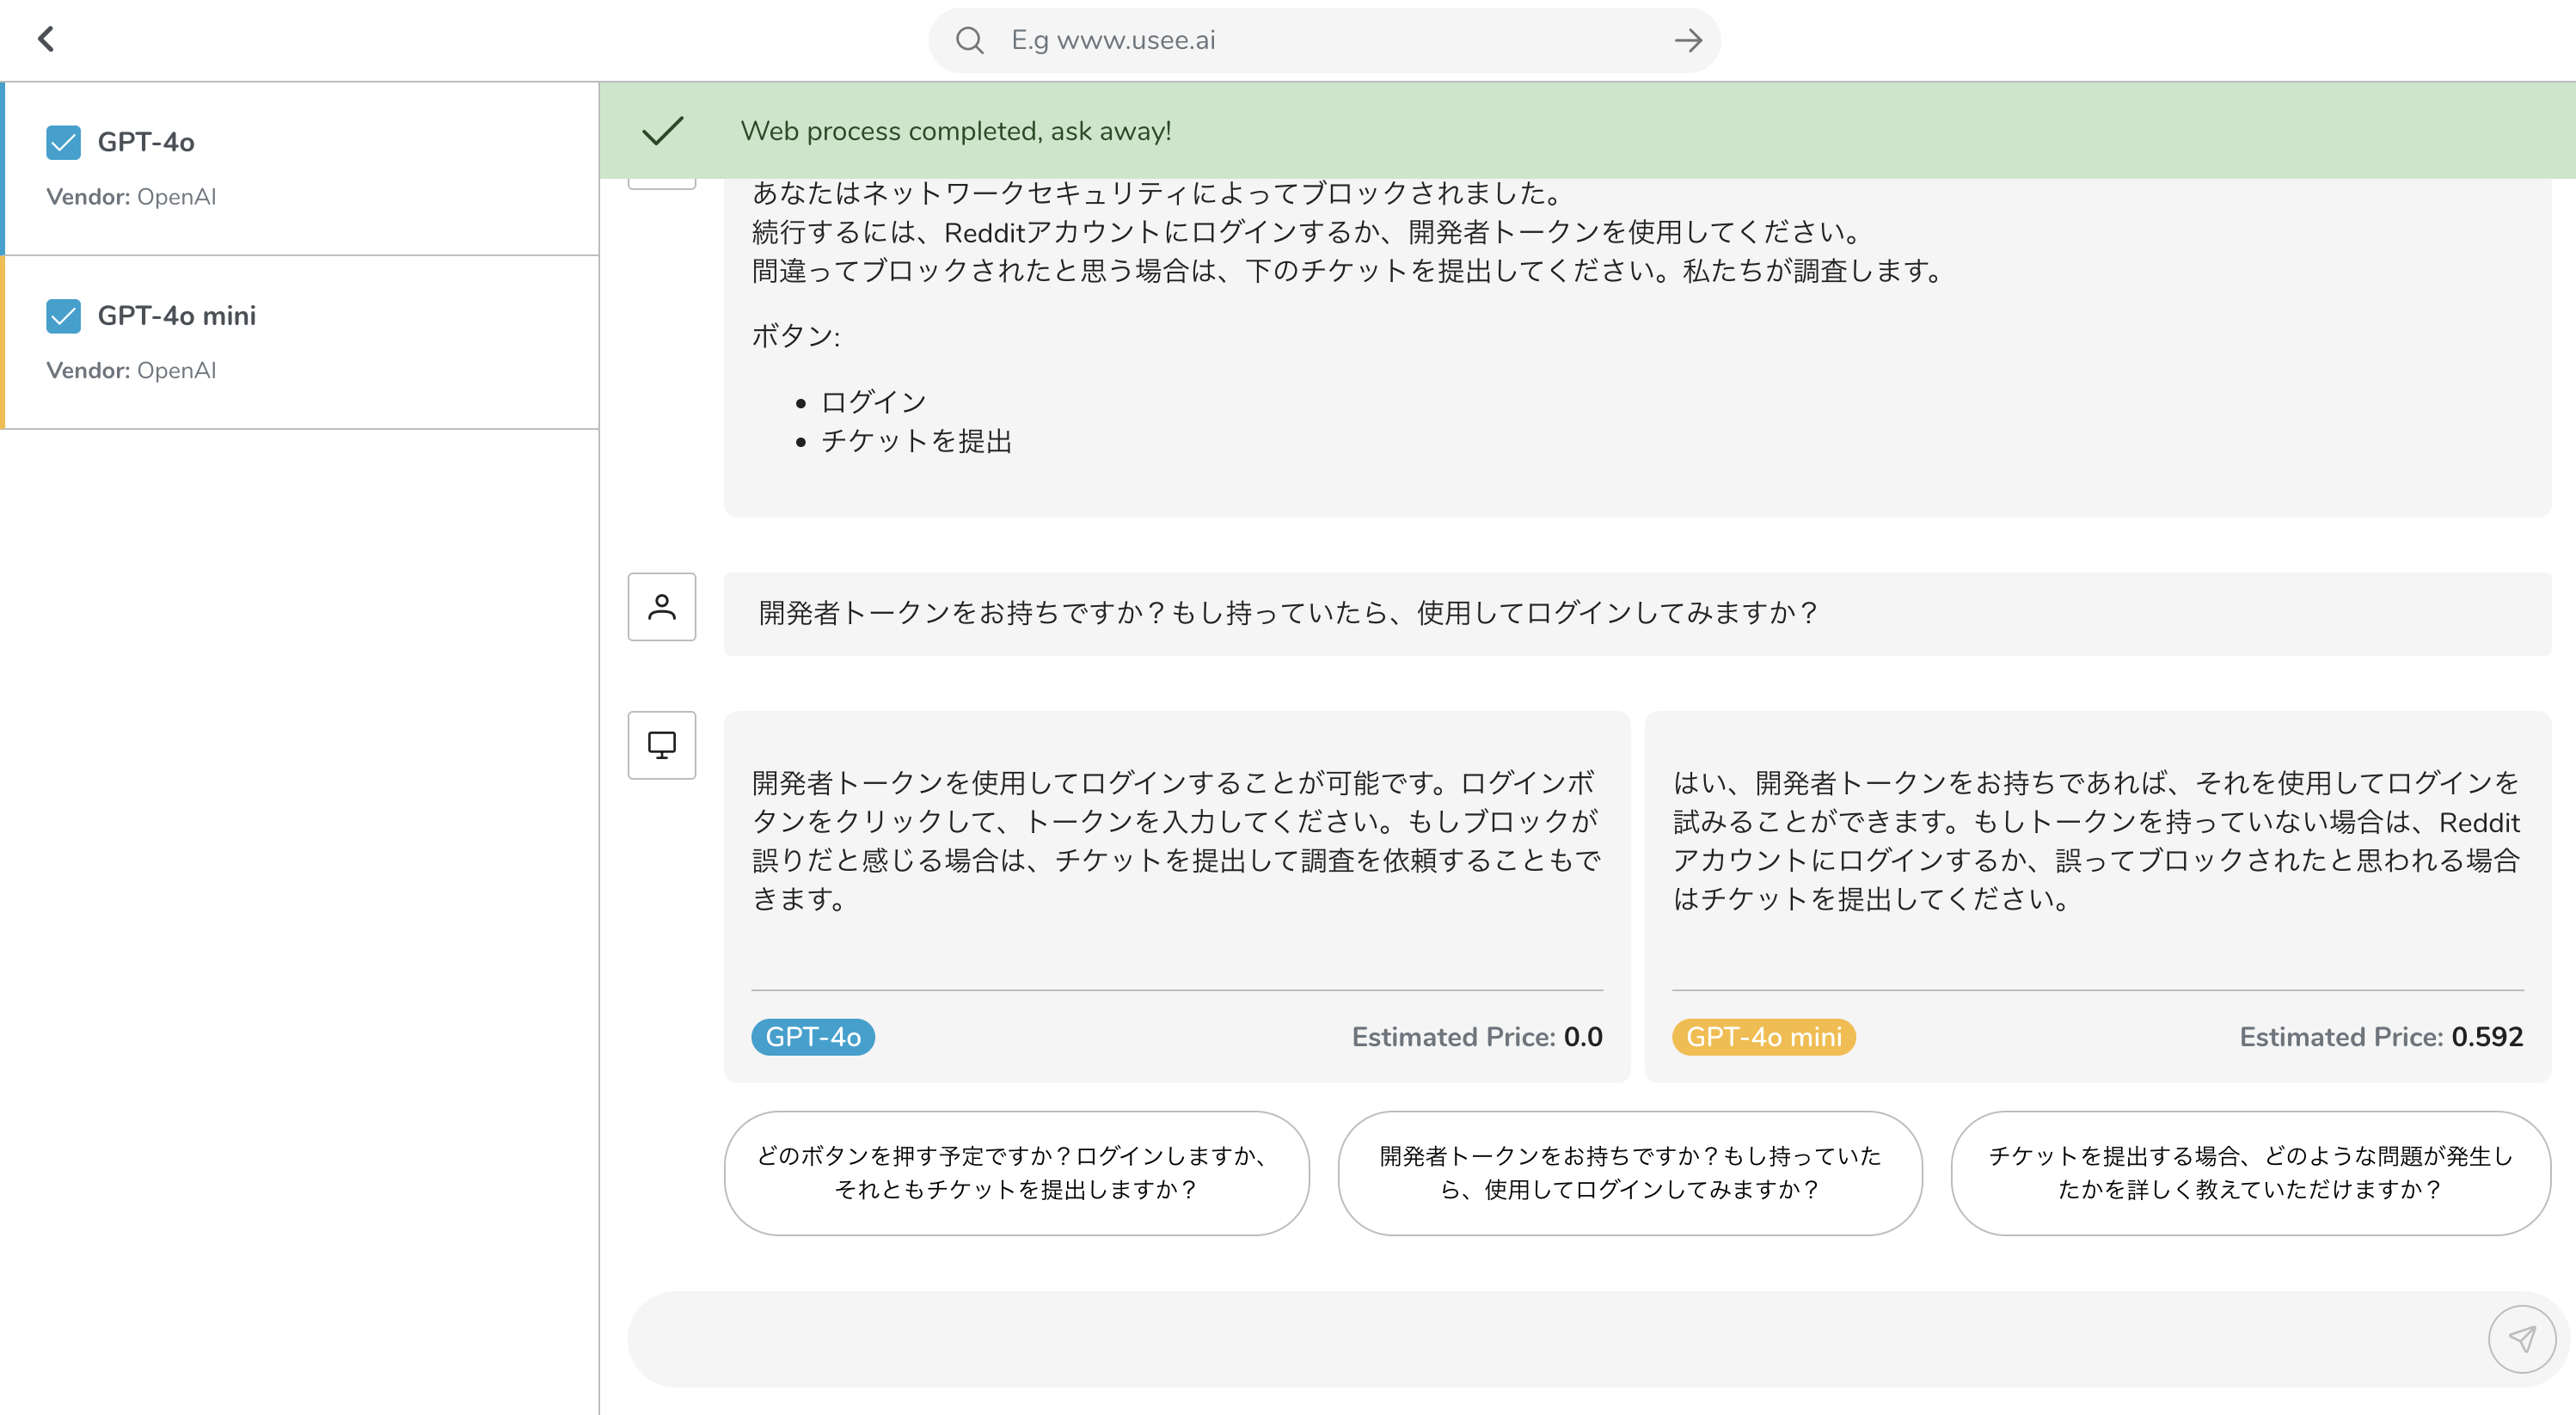 E.g www.usee.ai
GPT-4o
Vendor: OpenAI
GPT-4o mini
Vendor: OpenAI
Web process completed, ask away!
あなたはネットワークセキュリティによってブロックされました。
続行するには、Redditアカウントにログインするか、開発者トークンを使用してください。
間違ってブロックされたと思う場合は、下のチケットを提出してください。私たちが調査します。
ボタン:
• ログイン
• チケットを提出
開発者トークンをお持ちですか？もし持っていたら、使用してログインしてみますか？
開発者トークンを使用してログインすることが可能です。ログインボ
タンをクリックして、トークンを入力してください。もしブロックが
誤りだと感じる場合は、チケットを提出して調査を依頼することもで
きます。
GPT-4o
Estimated Price: 0.0
はい、開発者トークンをお持ちであれば、それを使用してログインを
試みることができます。もしトークンを持っていない場合は、Reddit
アカウントにログインするか、誤ってブロックされたと思われる場合
はチケットを提出してください。
GPT-4o mini
Estimated Price: 0.592
どのボタンを押す予定ですか？ログインしますか、
それともチケットを提出しますか？
開発者トークンをお持ちですか？もし持っていた
ら、使用してログインしてみますか？
チケットを提出する場合、どのような問題が発生し
たかを詳しく教えていただけますか？